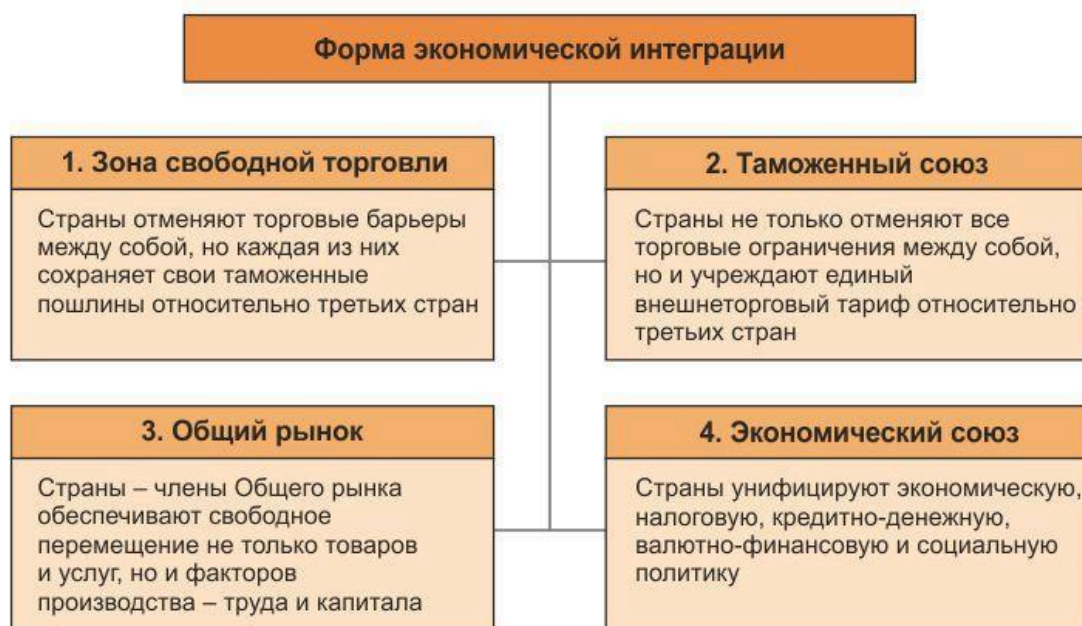 Форма экономической интеграции
1. Зона свободной торговли
Страны отменяют торговые барьеры
между собой, но каждая из них
сохраняет свои таможенные
пошлины относительно третьих стран
2. Таможенный союз
Страны не только отменяют все
торговые ограничения между собой,
но и учреждают единый
внешнеторговый тариф относительно
третьих стран
3. Общий рынок
Страны – члены Общего рынка
обеспечивают свободное
перемещение не только товаров
и услуг, но и факторов
производства – труда и капитала
4. Экономический союз
Страны унифицируют экономическую,
налоговую, кредитно-денежную,
валютно-финансовую и социальную
политику